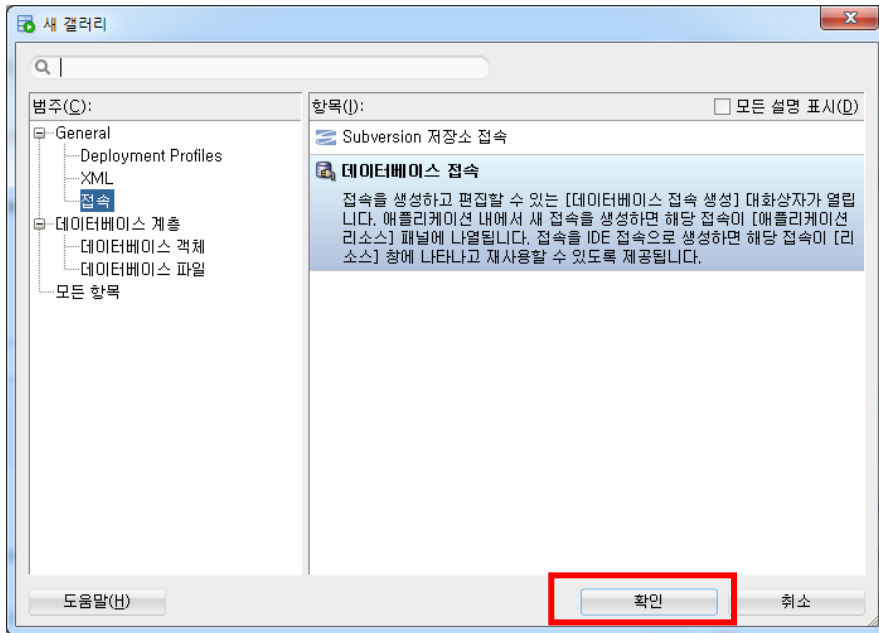 새 갤러리
범주(C):
General
Deployment Profiles
XML
접속
데이터베이스 계층
데이터베이스 객체
데이터베이스 파일
모든 항목
항목(I):
모든 설명 표시(D)
Subversion 저장소 접속
데이터베이스 접속
접속을 생성하고 편집할 수 있는 [데이터베이스 접속 생성] 대화상자가 열립
니다. 애플리케이션 내에서 새 접속을 생성하면 해당 접속이 [애플리케이션
리소스] 패널에 나열됩니다. 접속을 IDE 접속으로 생성하면 해당 접속이 [리
소스] 창에 나타나고 재사용할 수 있도록 제공됩니다.
도움말(H)
확인
취소